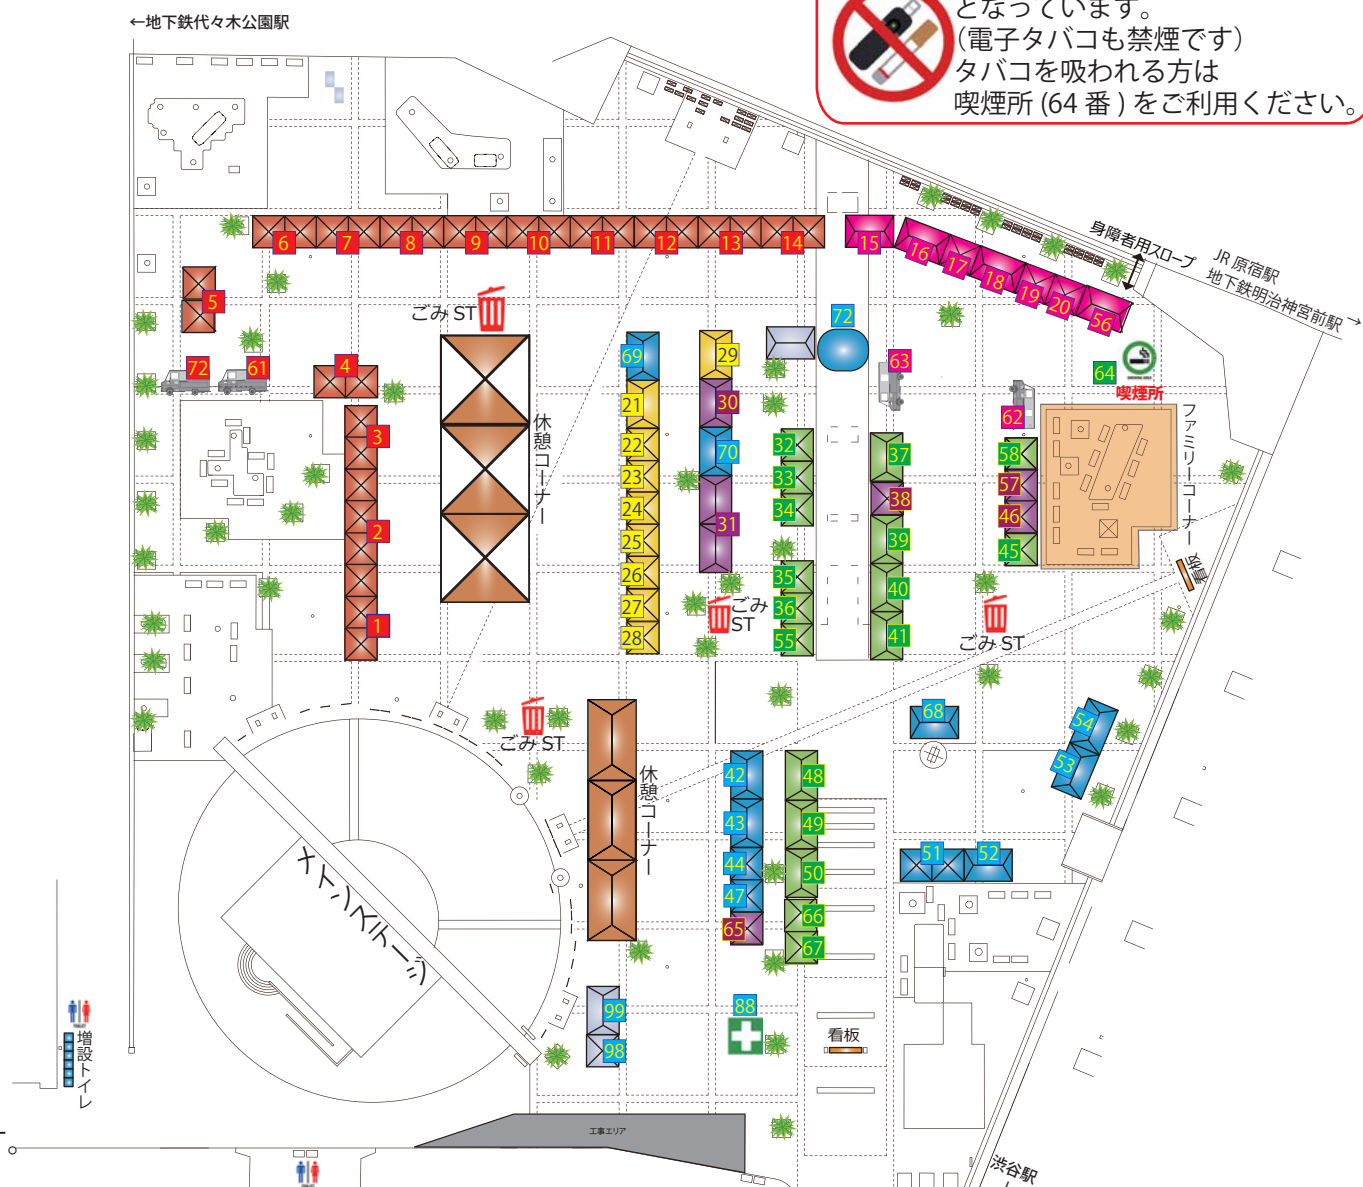 ←地下鉄代々木公園駅
となっています。
(電子タバコも禁煙です)
タバコを吸われる方は
喫煙所 (64 番 ) をご利用ください。
身障者用スロープ
JR 原宿駅
地下鉄明治神宮前駅 →
6 7 8 9 10 11 12 13 14 15 16 17 18 19 20 56
5
ごみ ST
72 61 4
69 29 72 63 64
喫煙所
21 30 62
休憩コーナー
ファミリーコーナー
3 22 70 32 37 58
23 33 57
24 31 34 38 46
2 25 39 45
26 35 40
27 36
1 28 55 41
ごみ
ST
ごみ ST
看板
ごみ ST
68 54
53
休憩コーナー
42 48
43 49
44 50 51 52
47 66
65 67
メインステージ
99 88
98
看板
増設トイレ
TOILET
工事エリア
渋谷駅